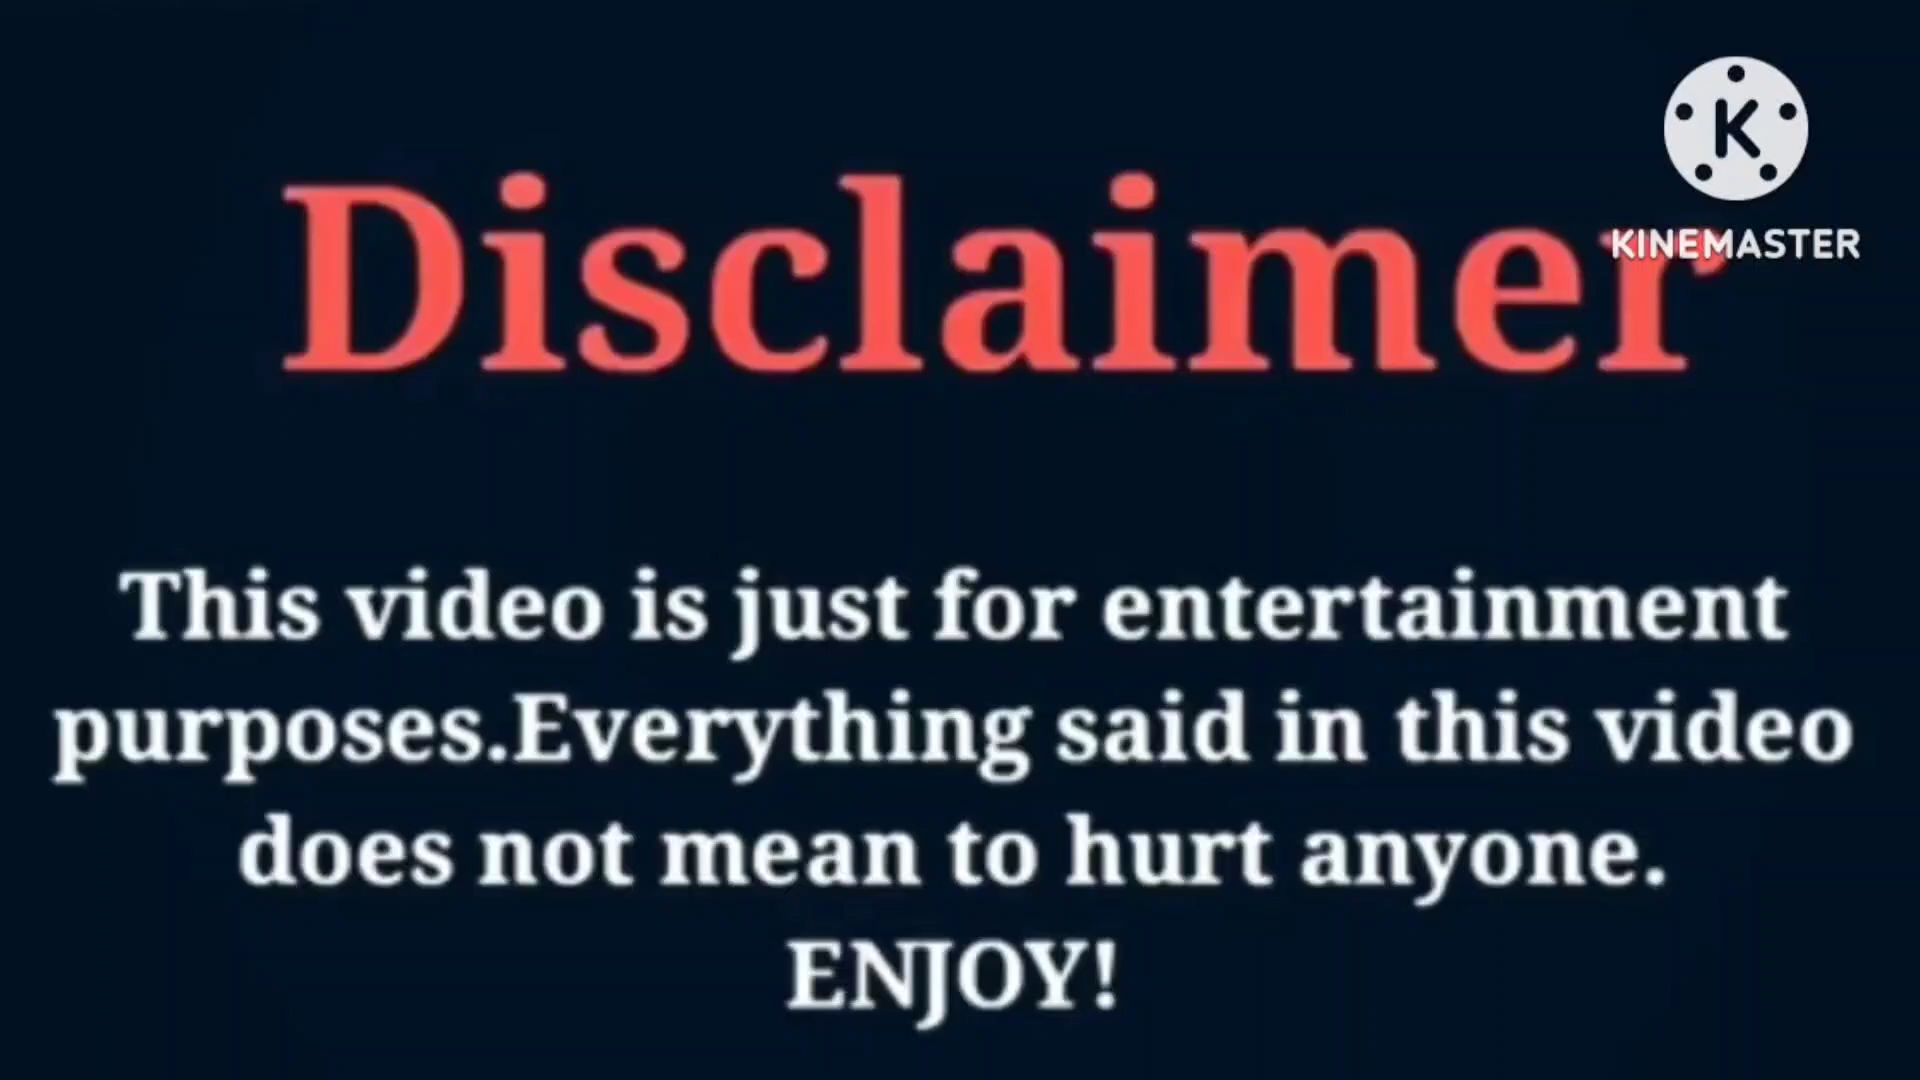 K
KINEMASTER
Disclaimer
This video is just for entertainment
purposes.Everything said in this video
does not mean to hurt anyone.
ENJOY!